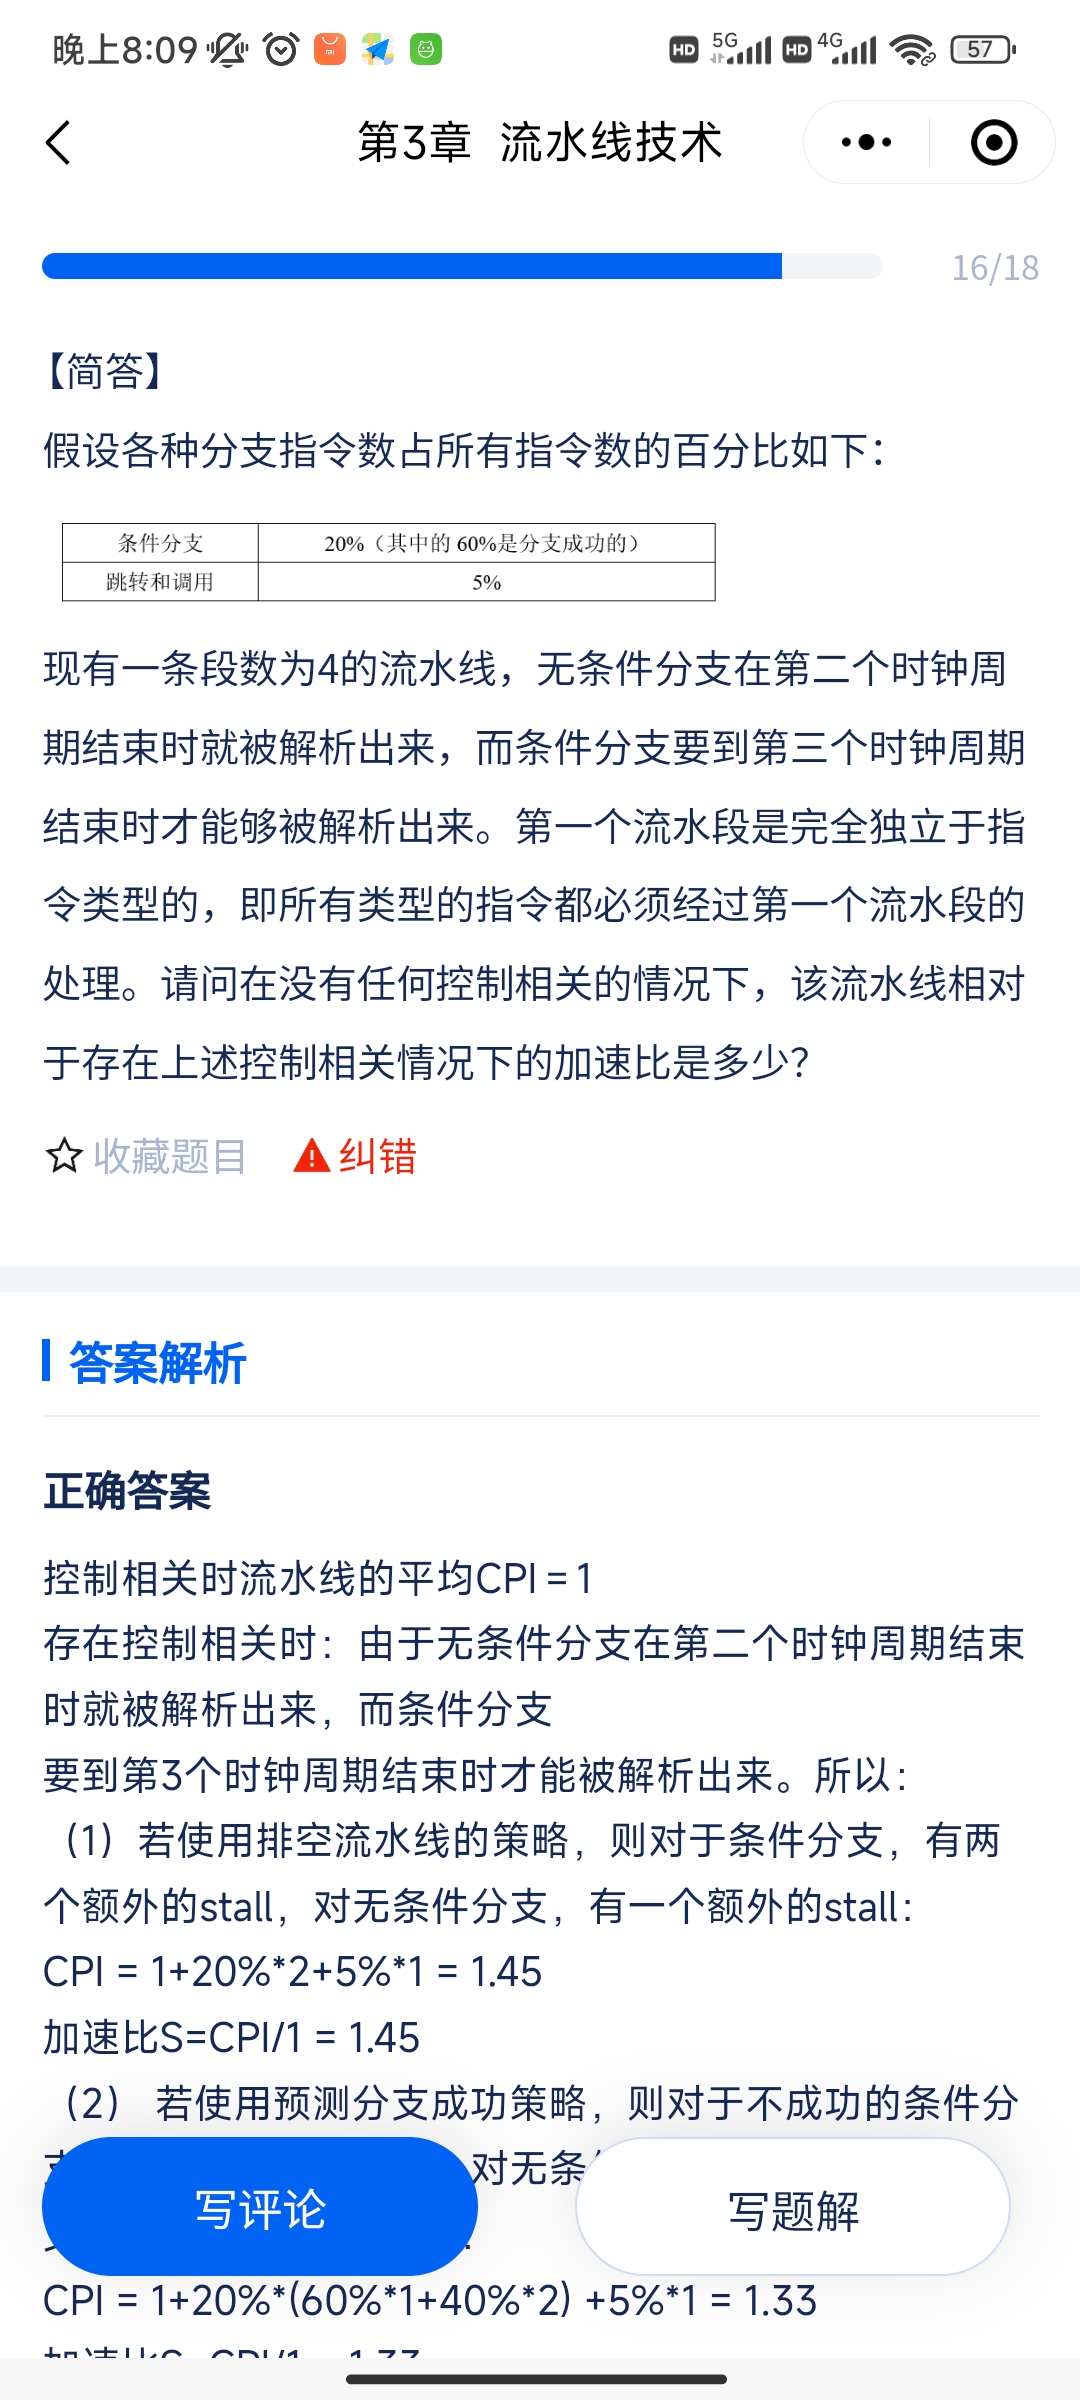 晚上8:09
5G
4G
HD
HD
57
第3章 流水线技术
16/18
【简答】
假设各种分支指令数占所有指令数的百分比如下：
条件分支 20%（其中的 60%是分支成功的）
跳转和调用 5%
现有一条段数为4的流水线，无条件分支在第二个时钟周
期结束时就被解析出来，而条件分支要到第三个时钟周期
结束时才能够被解析出来。第一个流水段是完全独立于指
令类型的，即所有类型的指令都必须经过第一个流水段的
处理。请问在没有任何控制相关的情况下，该流水线相对
于存在上述控制相关情况下的加速比是多少？
收藏题目 纠错
答案解析
正确答案
控制相关时流水线的平均CPI = 1
存在控制相关时：由于无条件分支在第二个时钟周期结束
时就被解析出来，而条件分支
要到第3个时钟周期结束时才能被解析出来。所以：
（1）若使用排空流水线的策略，则对于条件分支，有两
个额外的stall，对无条件分支，有一个额外的stall：
CPI = 1+20%*2+5%*1 = 1.45
加速比S=CPI/1 = 1.45
（2） 若使用预测分支成功策略，则对于不成功的条件分
对无条
写评论 写题解
CPI = 1+20%*(60%*1+40%*2) +5%*1 = 1.33
加速比S=CPI/1 = 1.33